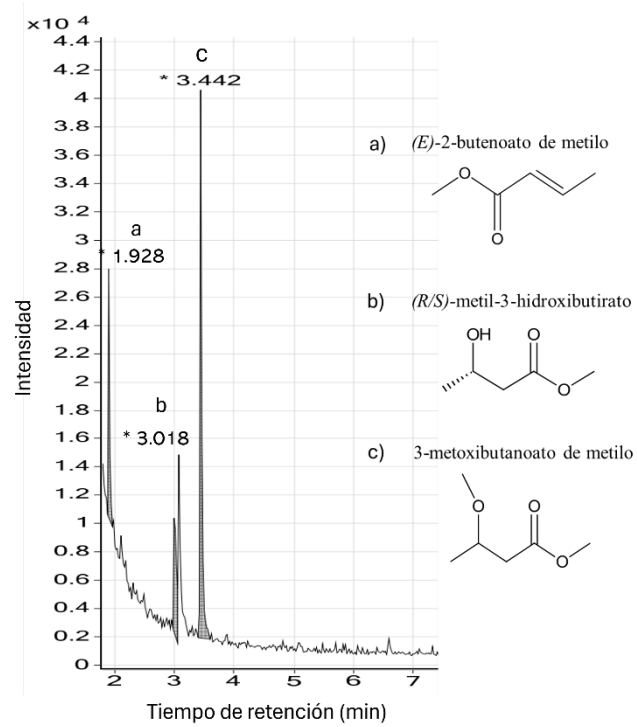 x10 4
4.4
4.2
4
3.8
3.6
3.4
3.2
3
2.8
2.6
2.4
2.2
2
1.8
1.6
1.4
1.2
1
0.8
0.6
0.4
0.2
0
Intensidad
c
* 3.442
a
* 1.928
b
* 3.018
2 3 4 5 6 7
Tiempo de retención (min)
a) (E)-2-butenoato de metilo
O
O
b) (R/S)-metil-3-hidroxibutirato
OH O
O
c) 3-metoxibutanoato de metilo
O O
O